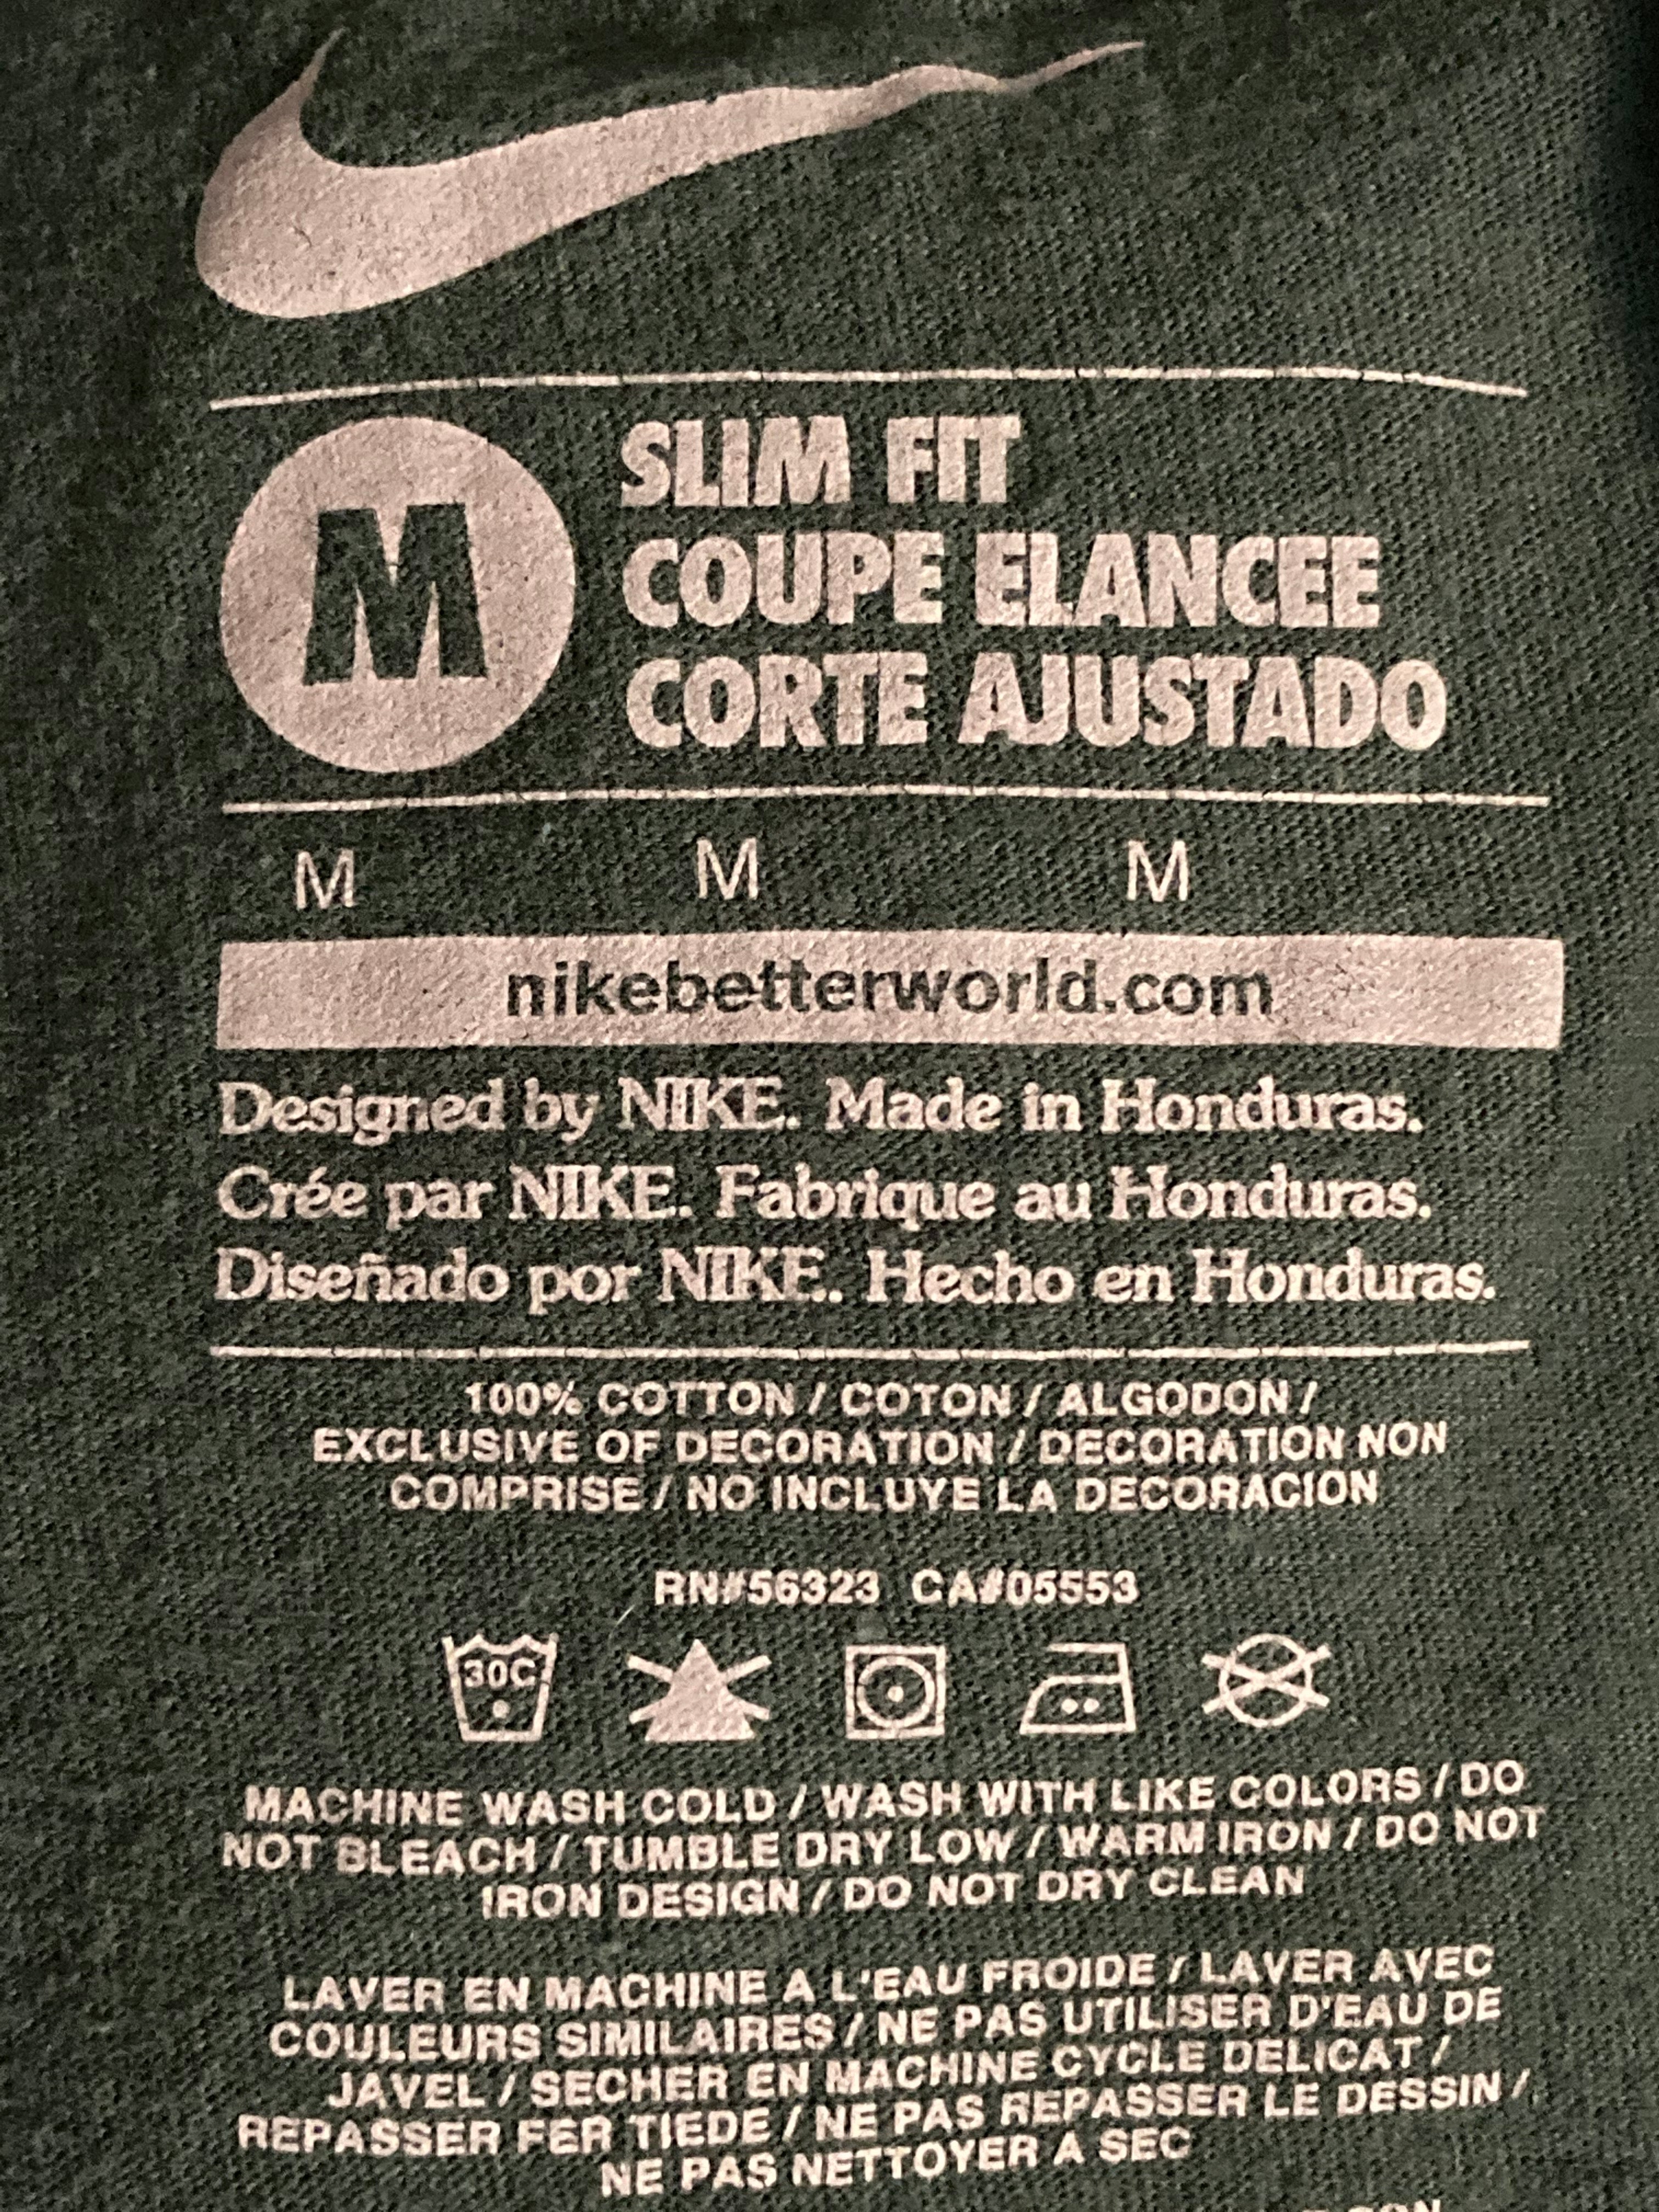 M
SLIM FIT
COUPE ELANCEE
CORTE AJUSTADO
M M M
nikebetterworld.com
Designed by NIKE. Made in Honduras.
Crée par NIKE. Fabrique au Honduras.
Diseñado por NIKE. Hecho en Honduras.
100% COTTON / COTON / ALGODON /
EXCLUSIVE OF DECORATION / DECORATION NON
COMPRISE / NO INCLUYE LA DECORACION
RN#56323 CA#05553
30C
MACHINE WASH COLD / WASH WITH LIKE COLORS / DO
NOT BLEACH / TUMBLE DRY LOW / WARM IRON / DO NOT
IRON DESIGN / DO NOT DRY CLEAN
LAVER EN MACHINE A L'EAU FROIDE / LAVER AVEC
COULEURS SIMILAIRES / NE PAS UTILISER D'EAU DE
JAVEL / SECHER EN MACHINE CYCLE DELICAT /
REPASSER FER TIEDE / NE PAS REPASSER LE DESSIN /
NE PAS NETTOYER A SEC